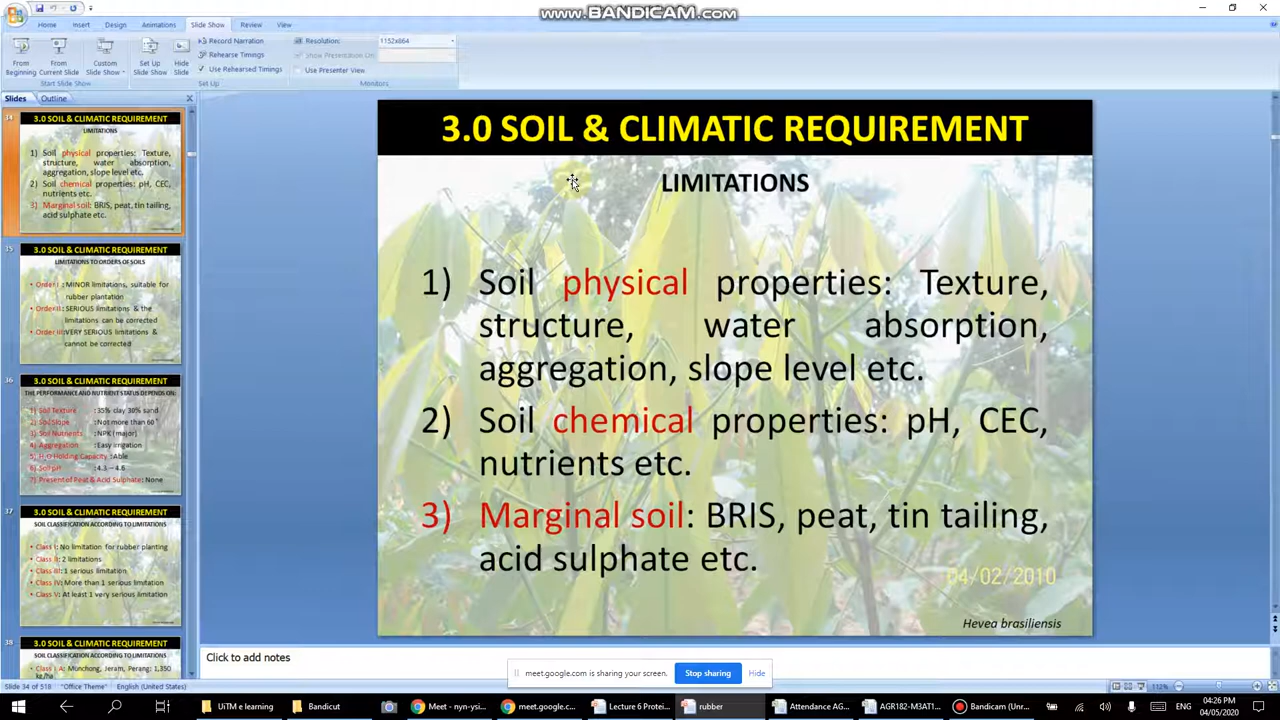 www.BANDICAM.com
Home Insert Design Animations Slide Show Review View
From Beginning
From Current Slide
Custom Slide Show
Set Up Slide Show
Hide Slide
Record Narration
Rehearse Timings
Use Rehearsed Timings
Resolution: 1152x864
Show Presentation On:
Use Presenter View
Start Slide Show Set Up Monitors
Slides Outline
34
3.0 SOIL & CLIMATIC REQUIREMENT
LIMITATIONS
1) Soil physical properties: Texture,
structure, water absorption,
aggregation, slope level etc.
2) Soil chemical properties: pH, CEC,
nutrients etc.
3) Marginal soil: BRIS, peat, tin tailing,
acid sulphate etc.
35
3.0 SOIL & CLIMATIC REQUIREMENT
LIMITATIONS TO ORDERS OF SOILS
Order I : MINOR limitations, suitable for
rubber plantation
Order II: SERIOUS limitations & the
limitations can be corrected
Order III:VERY SERIOUS limitations &
cannot be corrected
36
3.0 SOIL & CLIMATIC REQUIREMENT
THE PERFORMANCE AND NUTRIENT STATUS DEPENDS ON:
1) Soil Texture : 35% clay 30% sand
2) Soil Slope : Not more than 60°
3) Soil Nutrients : NPK (major)
4) Aggregation : Easy irrigation
5) H2O Holding Capacity : Able
6) Soil pH : 4.3 – 4.6
7) Present of Peat & Acid Sulphate: None
37
3.0 SOIL & CLIMATIC REQUIREMENT
SOIL CLASSIFICATION ACCORDING TO LIMITATIONS
Class I: No limitation for rubber planting
Class II: 2 limitations
Class III: 1 serious limitation
Class IV: More than 1 serious limitation
Class V: At least 1 very serious limitation
38
3.0 SOIL & CLIMATIC REQUIREMENT
SOIL CLASSIFICATION ACCORDING TO LIMITATIONS
Class I A: Munchong, Jeram, Perang: 1,350
kg/ha
3.0 SOIL & CLIMATIC REQUIREMENT
LIMITATIONS
1) Soil physical properties: Texture,
structure, water absorption,
aggregation, slope level etc.
2) Soil chemical properties: pH, CEC,
nutrients etc.
3) Marginal soil: BRIS, peat, tin tailing,
acid sulphate etc.
04/02/2010
Hevea brasiliensis
Click to add notes
meet.google.com is sharing your screen. Stop sharing Hide
Slide 34 of 518 "Office Theme" English (United States) 112%
UiTM e learning Bandicut Meet - nyn-ysi... meet.google.c... Lecture 6 Protei... rubber Attendance AG... AGR182-M3AT1... Bandicam (Unr...
04:26 PM
04/05/2020